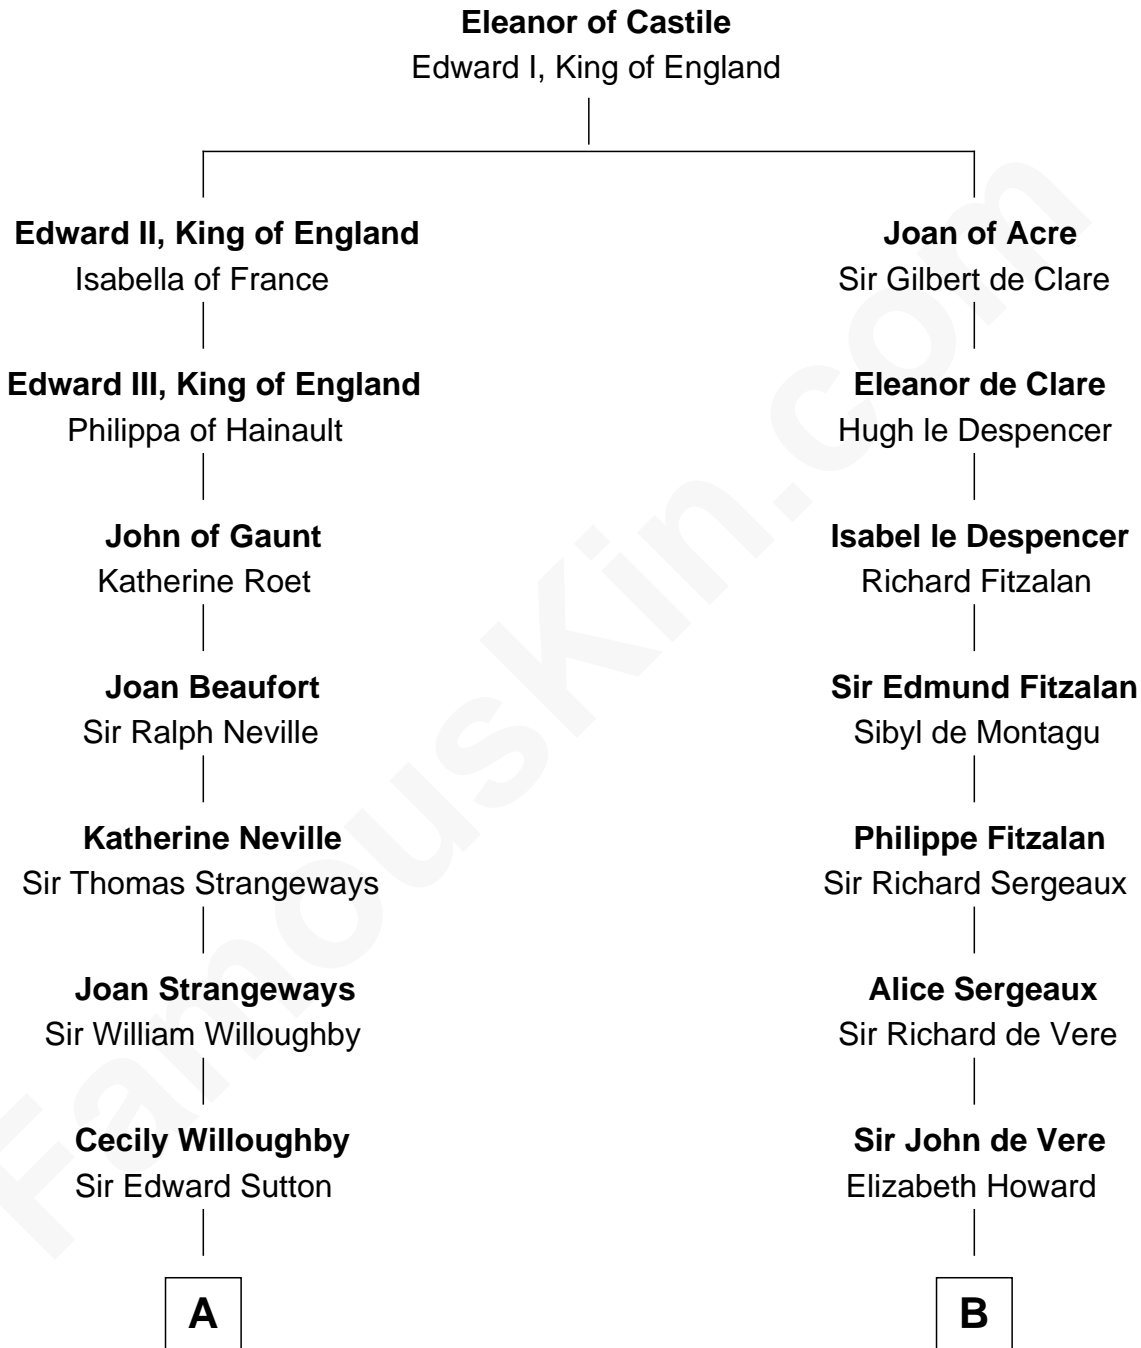 Eleanor of Castile
Edward I, King of England
Edward II, King of England
Isabella of France
Joan of Acre
Sir Gilbert de Clare
Edward III, King of England
Philippa of Hainault
Eleanor de Clare
Hugh le Despencer
John of Gaunt
Katherine Roet
Isabel le Despencer
Richard Fitzalan
Joan Beaufort
Sir Ralph Neville
Sir Edmund Fitzalan
Sibyl de Montagu
Katherine Neville
Sir Thomas Strangeways
Philippe Fitzalan
Sir Richard Sergeaux
Joan Strangeways
Sir William Willoughby
Alice Sergeaux
Sir Richard de Vere
Cecily Willoughby
Sir Edward Sutton
Sir John de Vere
Elizabeth Howard
A
B
FamousKin.com